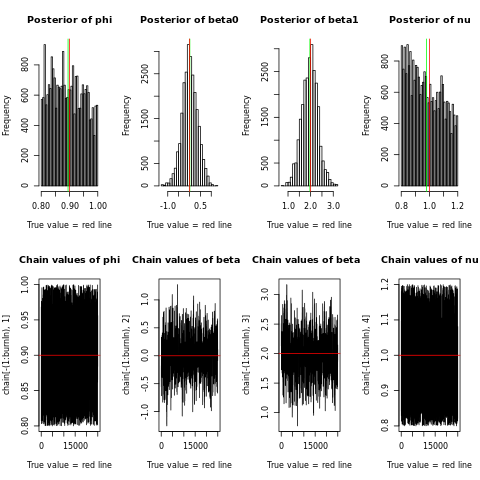 Posterior of phi
Posterior of beta0
Posterior of beta1
Posterior of nu
Frequency
0 200 400 600 800
0.80 0.90 1.00
True value = red line
Frequency
0 500 1500 2500
-1.0 0.5
True value = red line
Frequency
0 500 1500 2500
1.0 2.0 3.0
True value = red line
Frequency
0 200 400 600 800
0.8 1.0 1.2
True value = red line
Chain values of phi
Chain values of beta
Chain values of beta
Chain values of nu
chain[-(1:burnIn), 1]
0.80 0.85 0.90 0.95 1.00
0 15000
True value = red line
chain[-(1:burnIn), 2]
-1.0 -0.5 0.0 0.5 1.0
0 15000
True value = red line
chain[-(1:burnIn), 3]
1.0 1.5 2.0 2.5 3.0
0 15000
True value = red line
chain[-(1:burnIn), 4]
0.8 0.9 1.0 1.1 1.2
0 15000
True value = red line